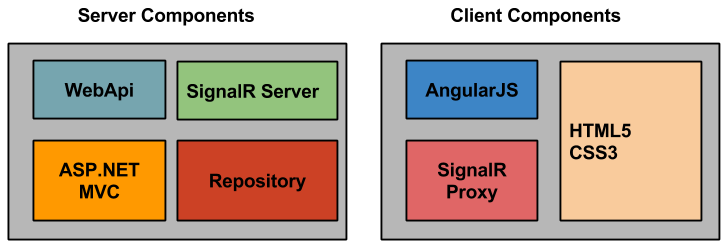 Server Components
Client Components
WebApi
SignalR Server
ASP.NET
MVC
Repository
AngularJS
SignalR
Proxy
HTML5
CSS3